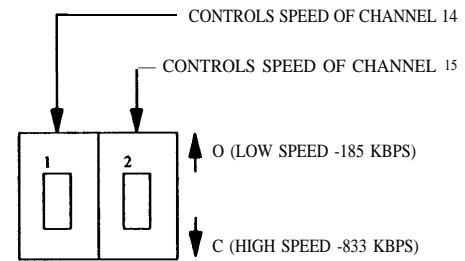 CONTROLS SPEED OF CHANNEL 14
CONTROLS SPEED OF CHANNEL 15
1 2
O (LOW SPEED -185 KBPS)
C (HIGH SPEED -833 KBPS)